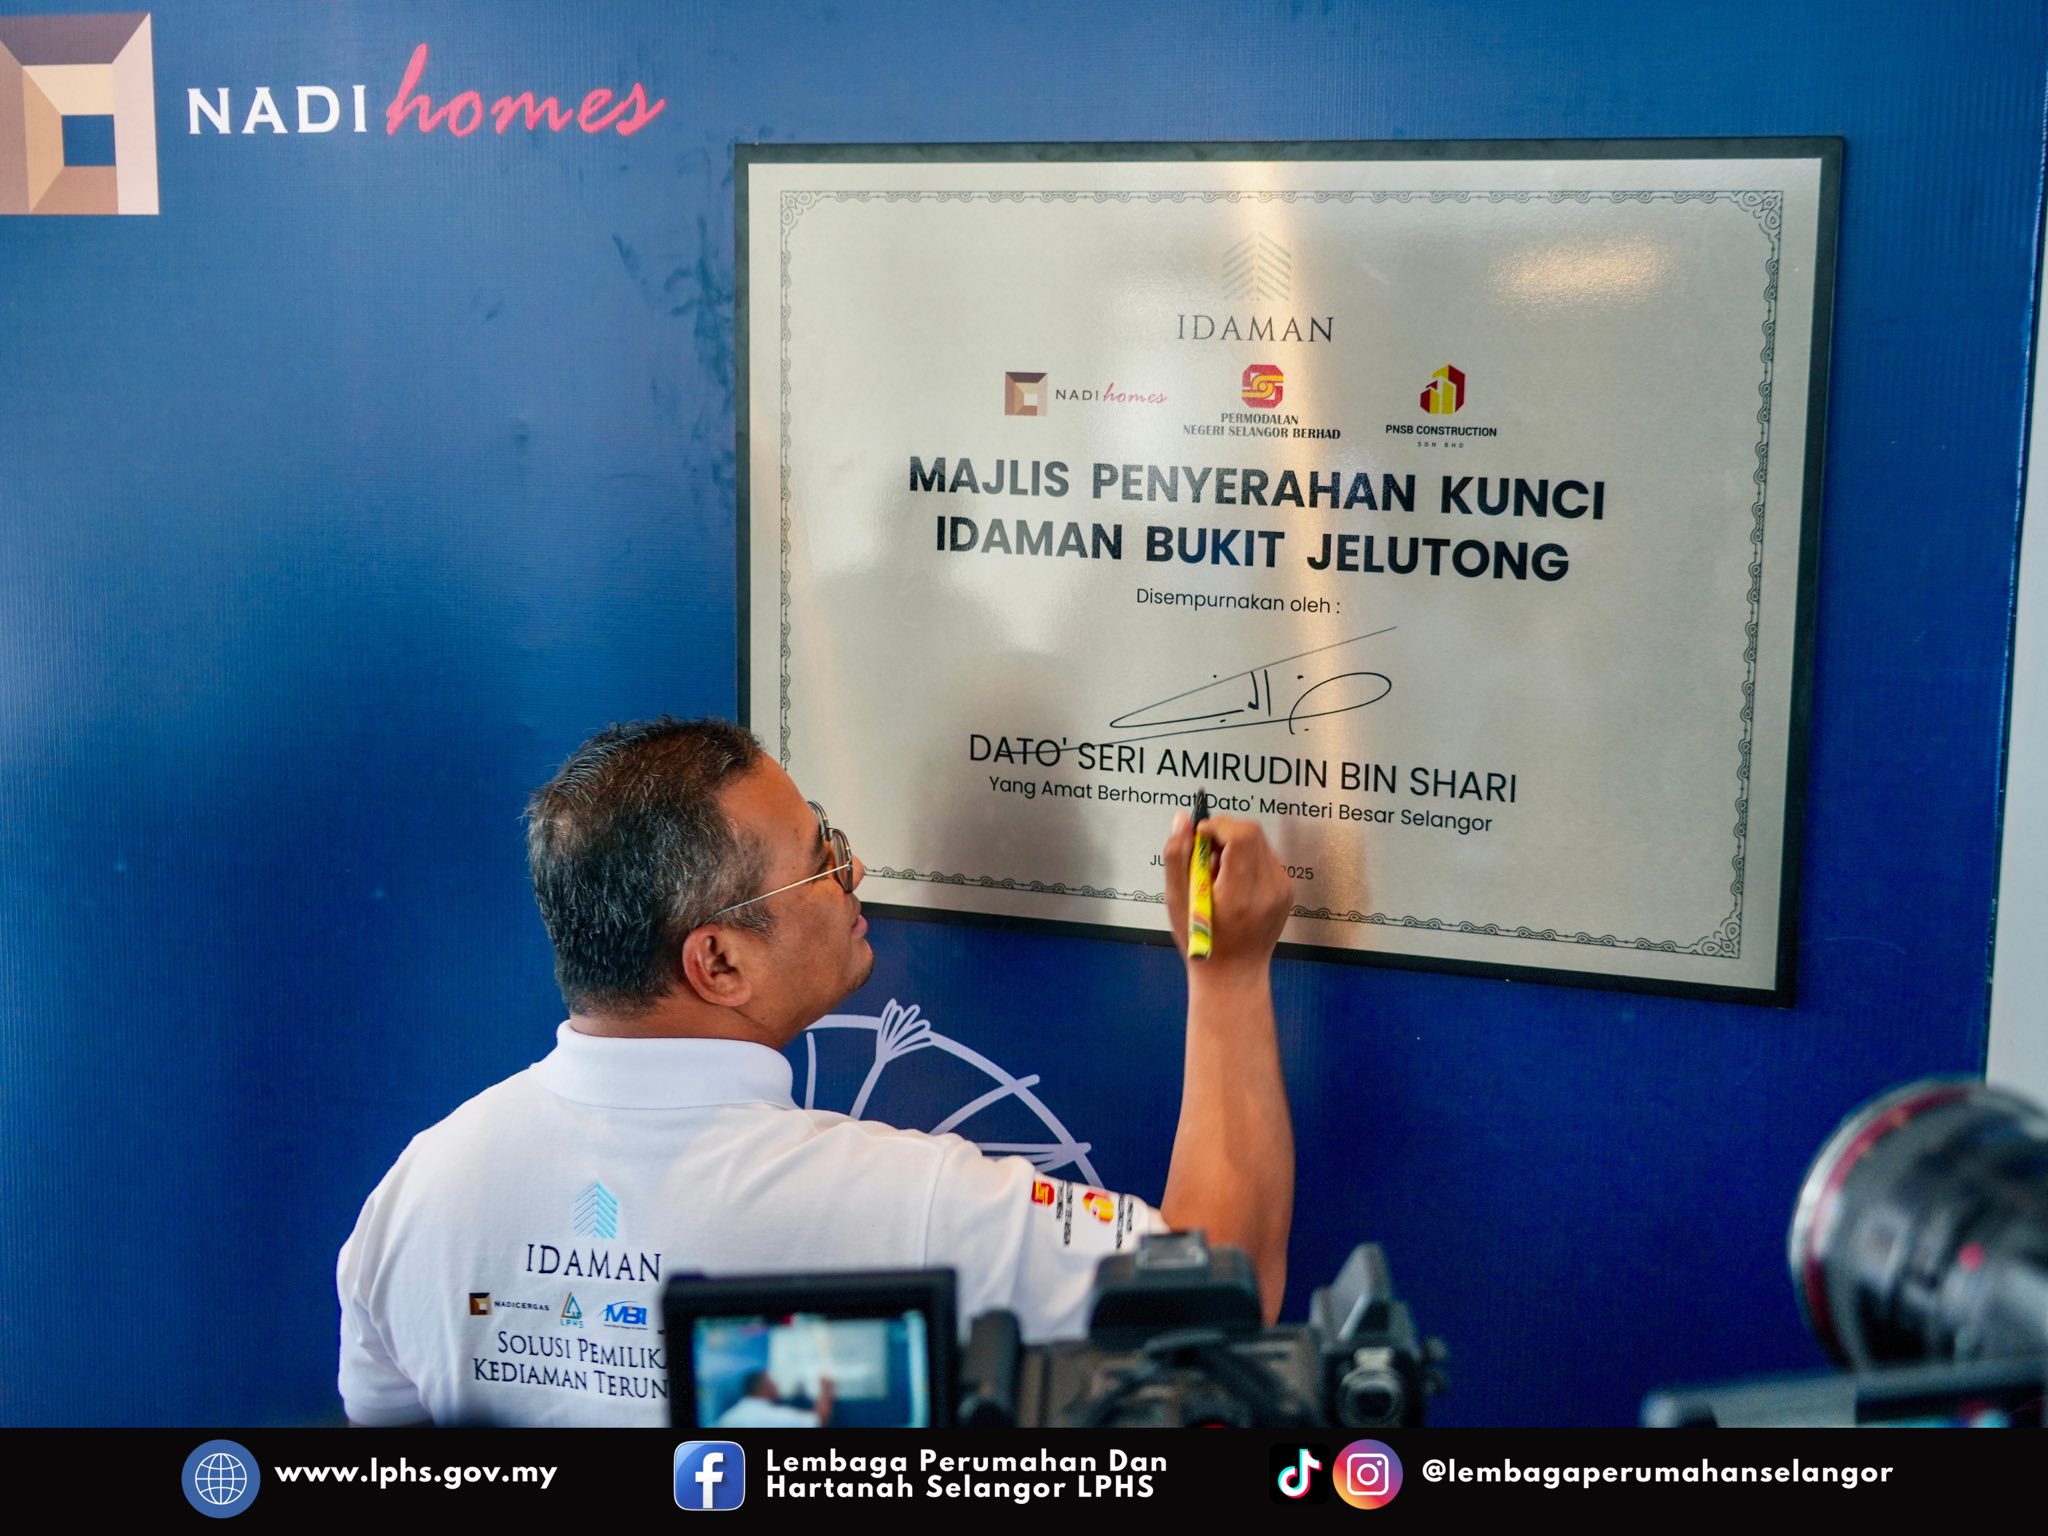 NADI homes
IDAMAN
NADI homes
PERMODALAN
NEGERI SELANGOR BERHAD
PNSB CONSTRUCTION
SDN BHD
MAJLIS PENYERAHAN KUNCI
IDAMAN BUKIT JELUTONG
Disempurnakan oleh :
DATO' SERI AMIRUDIN BIN SHARI
Yang Amat Berhormat Dato' Menteri Besar Selangor
2025
IDAMAN
NADICERGAS
LPHS
MBI
SOLUSI
KEDIAMAN
www.lphs.gov.my
Lembaga Perumahan Dan
Hartanah Selangor LPHS
@lembagaperumahanselangor